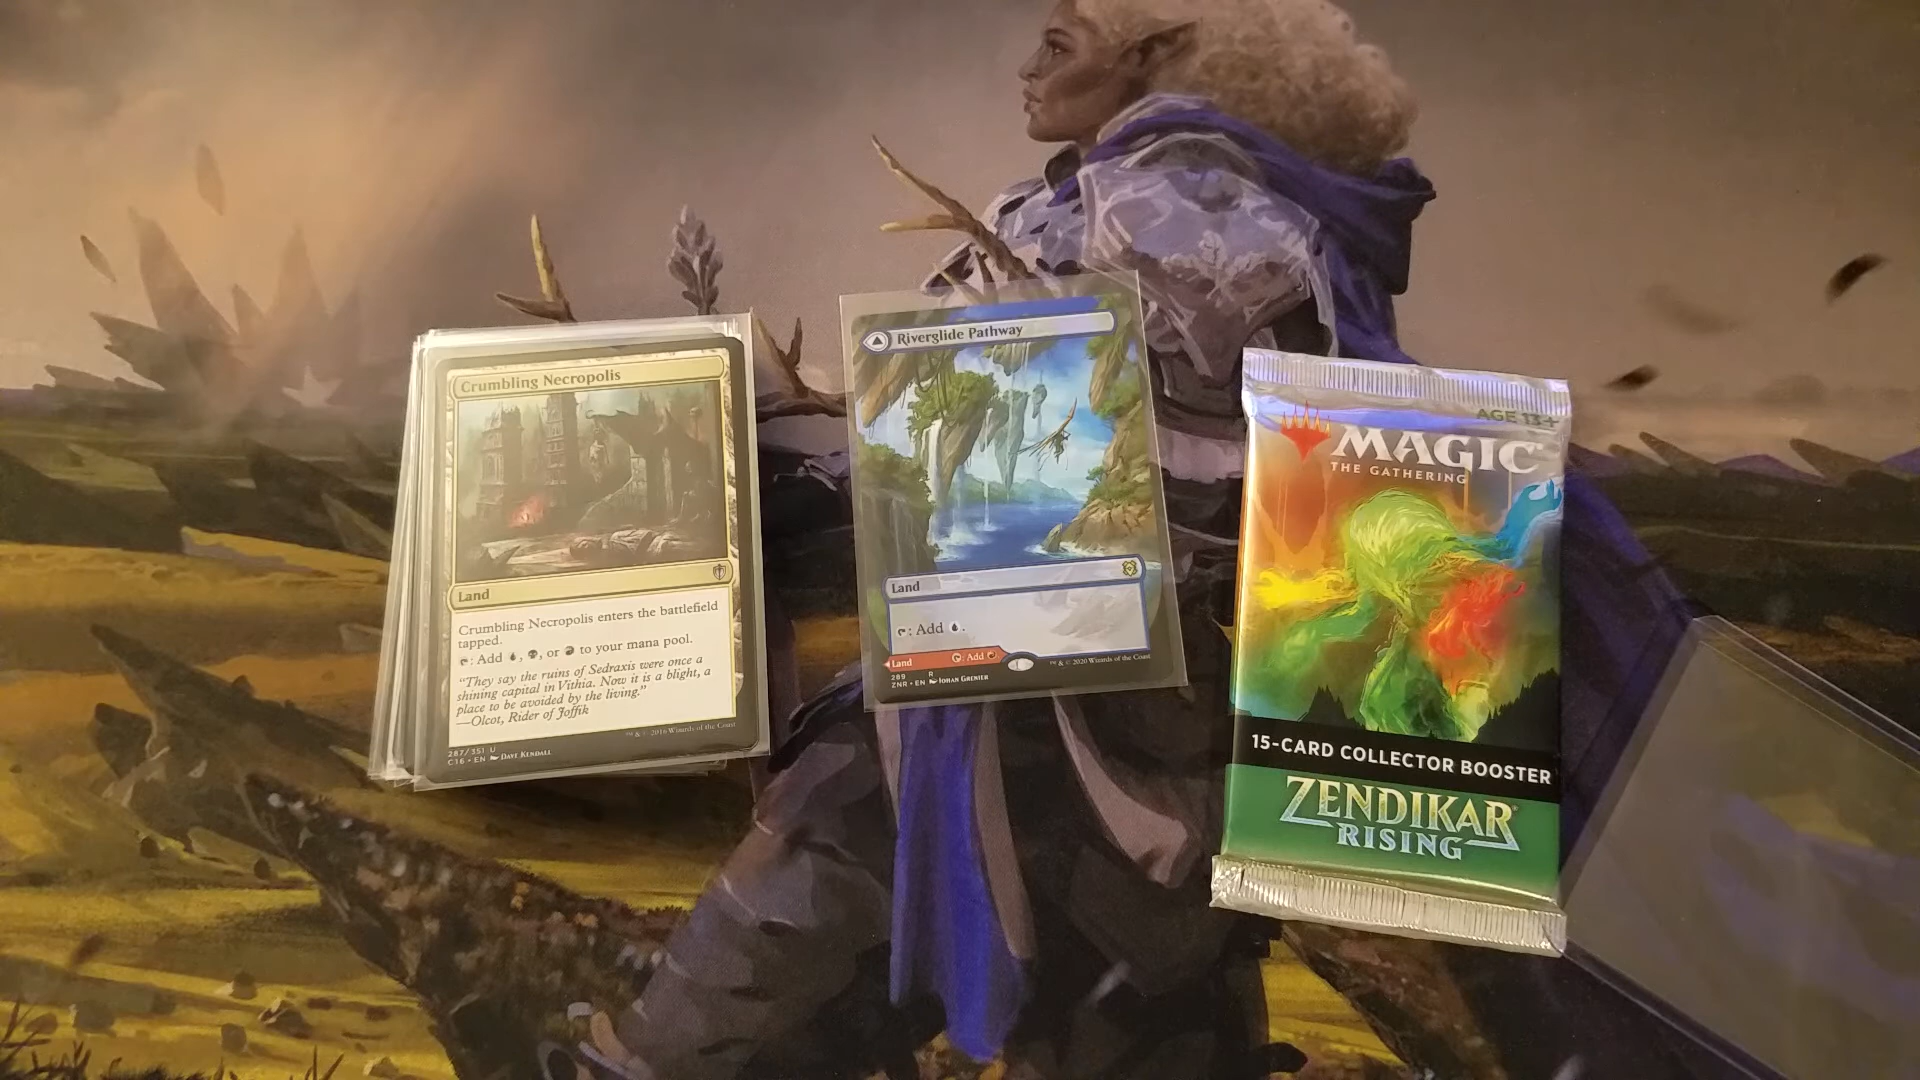 Crumbling Necropolis
Land
Crumbling Necropolis enters the battlefield
tapped.
: Add , , or to your mana pool.
"They say the ruins of Sedraxis were once a
shining capital in Vithia. Now it is a blight, a
place to be avoided by the living."
—Olcot, Rider of Joffik
287/351 U
C16 • EN Dave Kendall
™ & © 2016 Wizards of the Coast
Riverglide Pathway
Land
: Add .
Land : Add
289 R
ZNR • EN Johan Grenier
™ & © 2020 Wizards of the Coast
AGE 13+
MAGIC
THE GATHERING
15-CARD COLLECTOR BOOSTER
ZENDIKAR
RISING